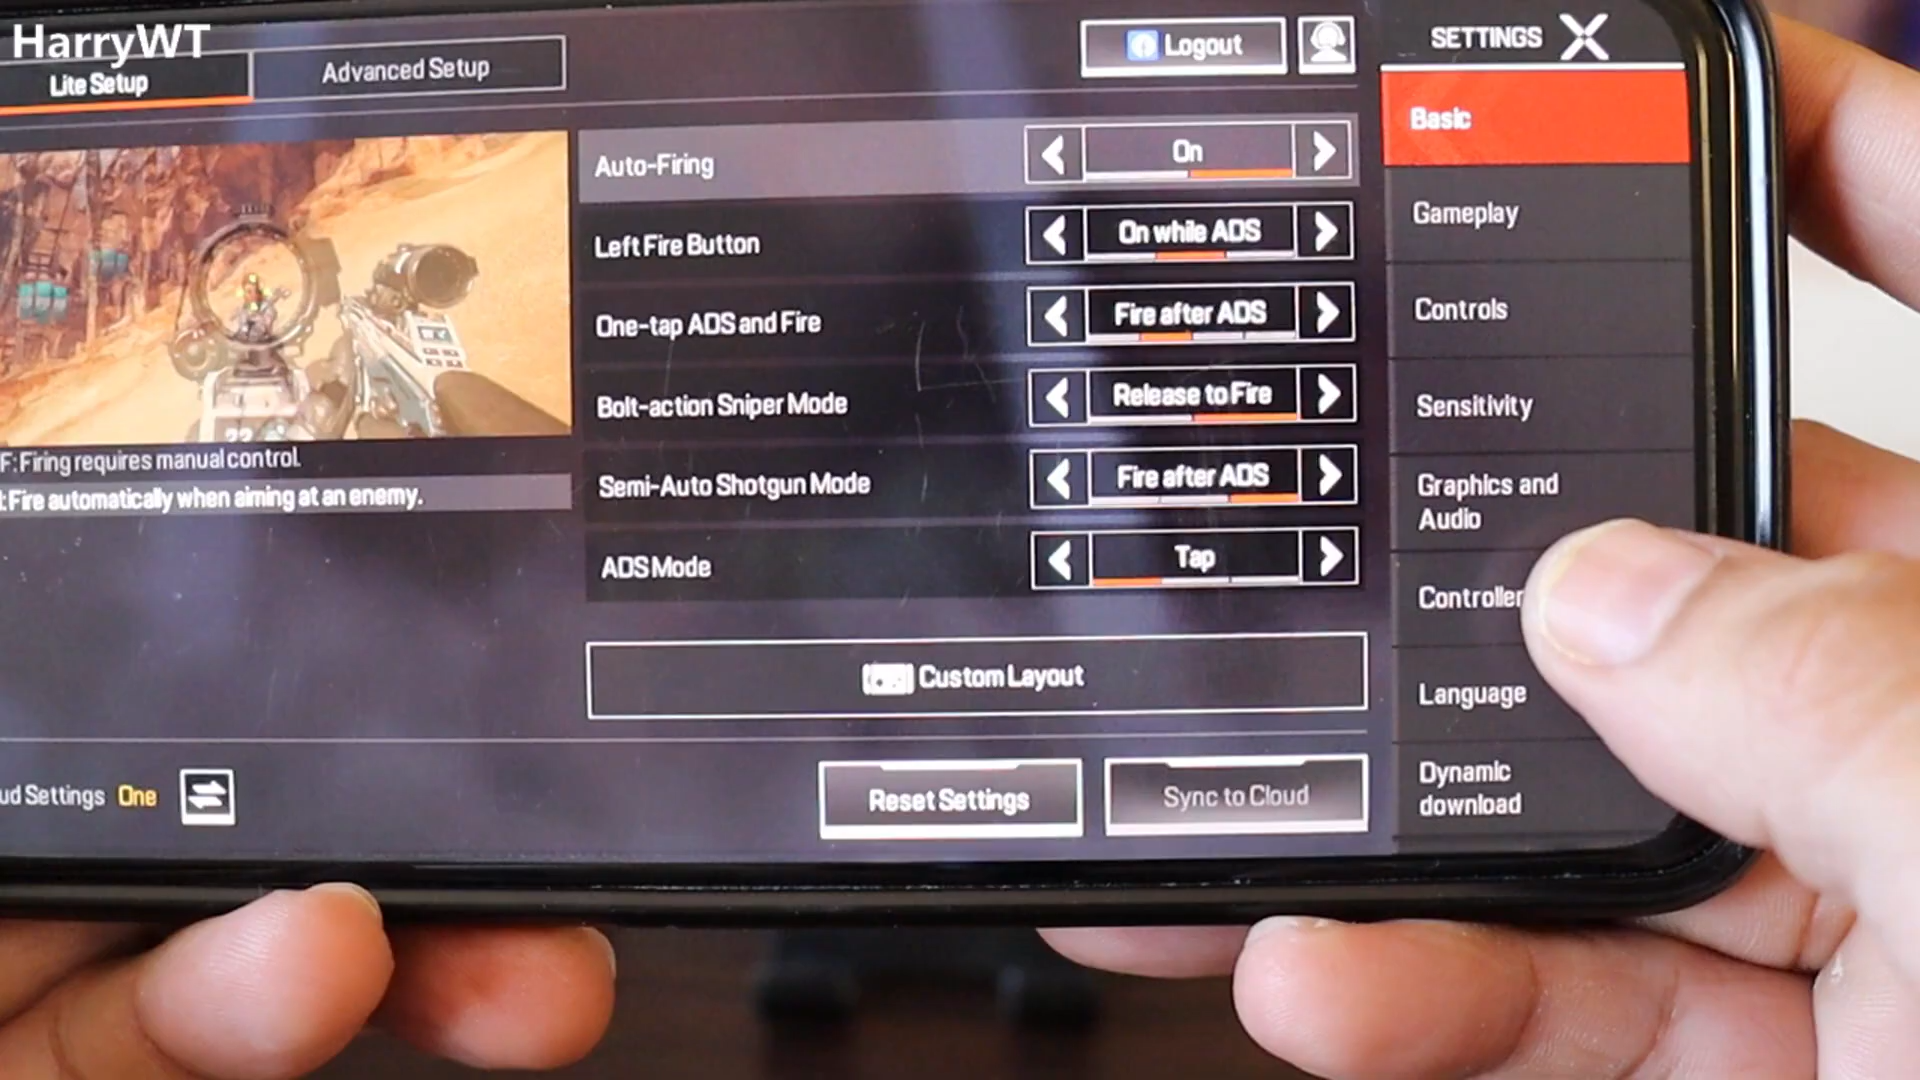 HarryWT
Lite Setup
Advanced Setup
Logout
SETTINGS
Basic
Auto-Firing
On
Gameplay
Left Fire Button
On while ADS
Controls
One-tap ADS and Fire
Fire after ADS
Bolt-action Sniper Mode
Release to Fire
Sensitivity
F: Firing requires manual control.
: Fire automatically when aiming at an enemy.
Semi-Auto Shotgun Mode
Fire after ADS
Graphics and
Audio
ADS Mode
Tap
Controller
Custom Layout
Language
ud Settings One
Reset Settings
Sync to Cloud
Dynamic
download